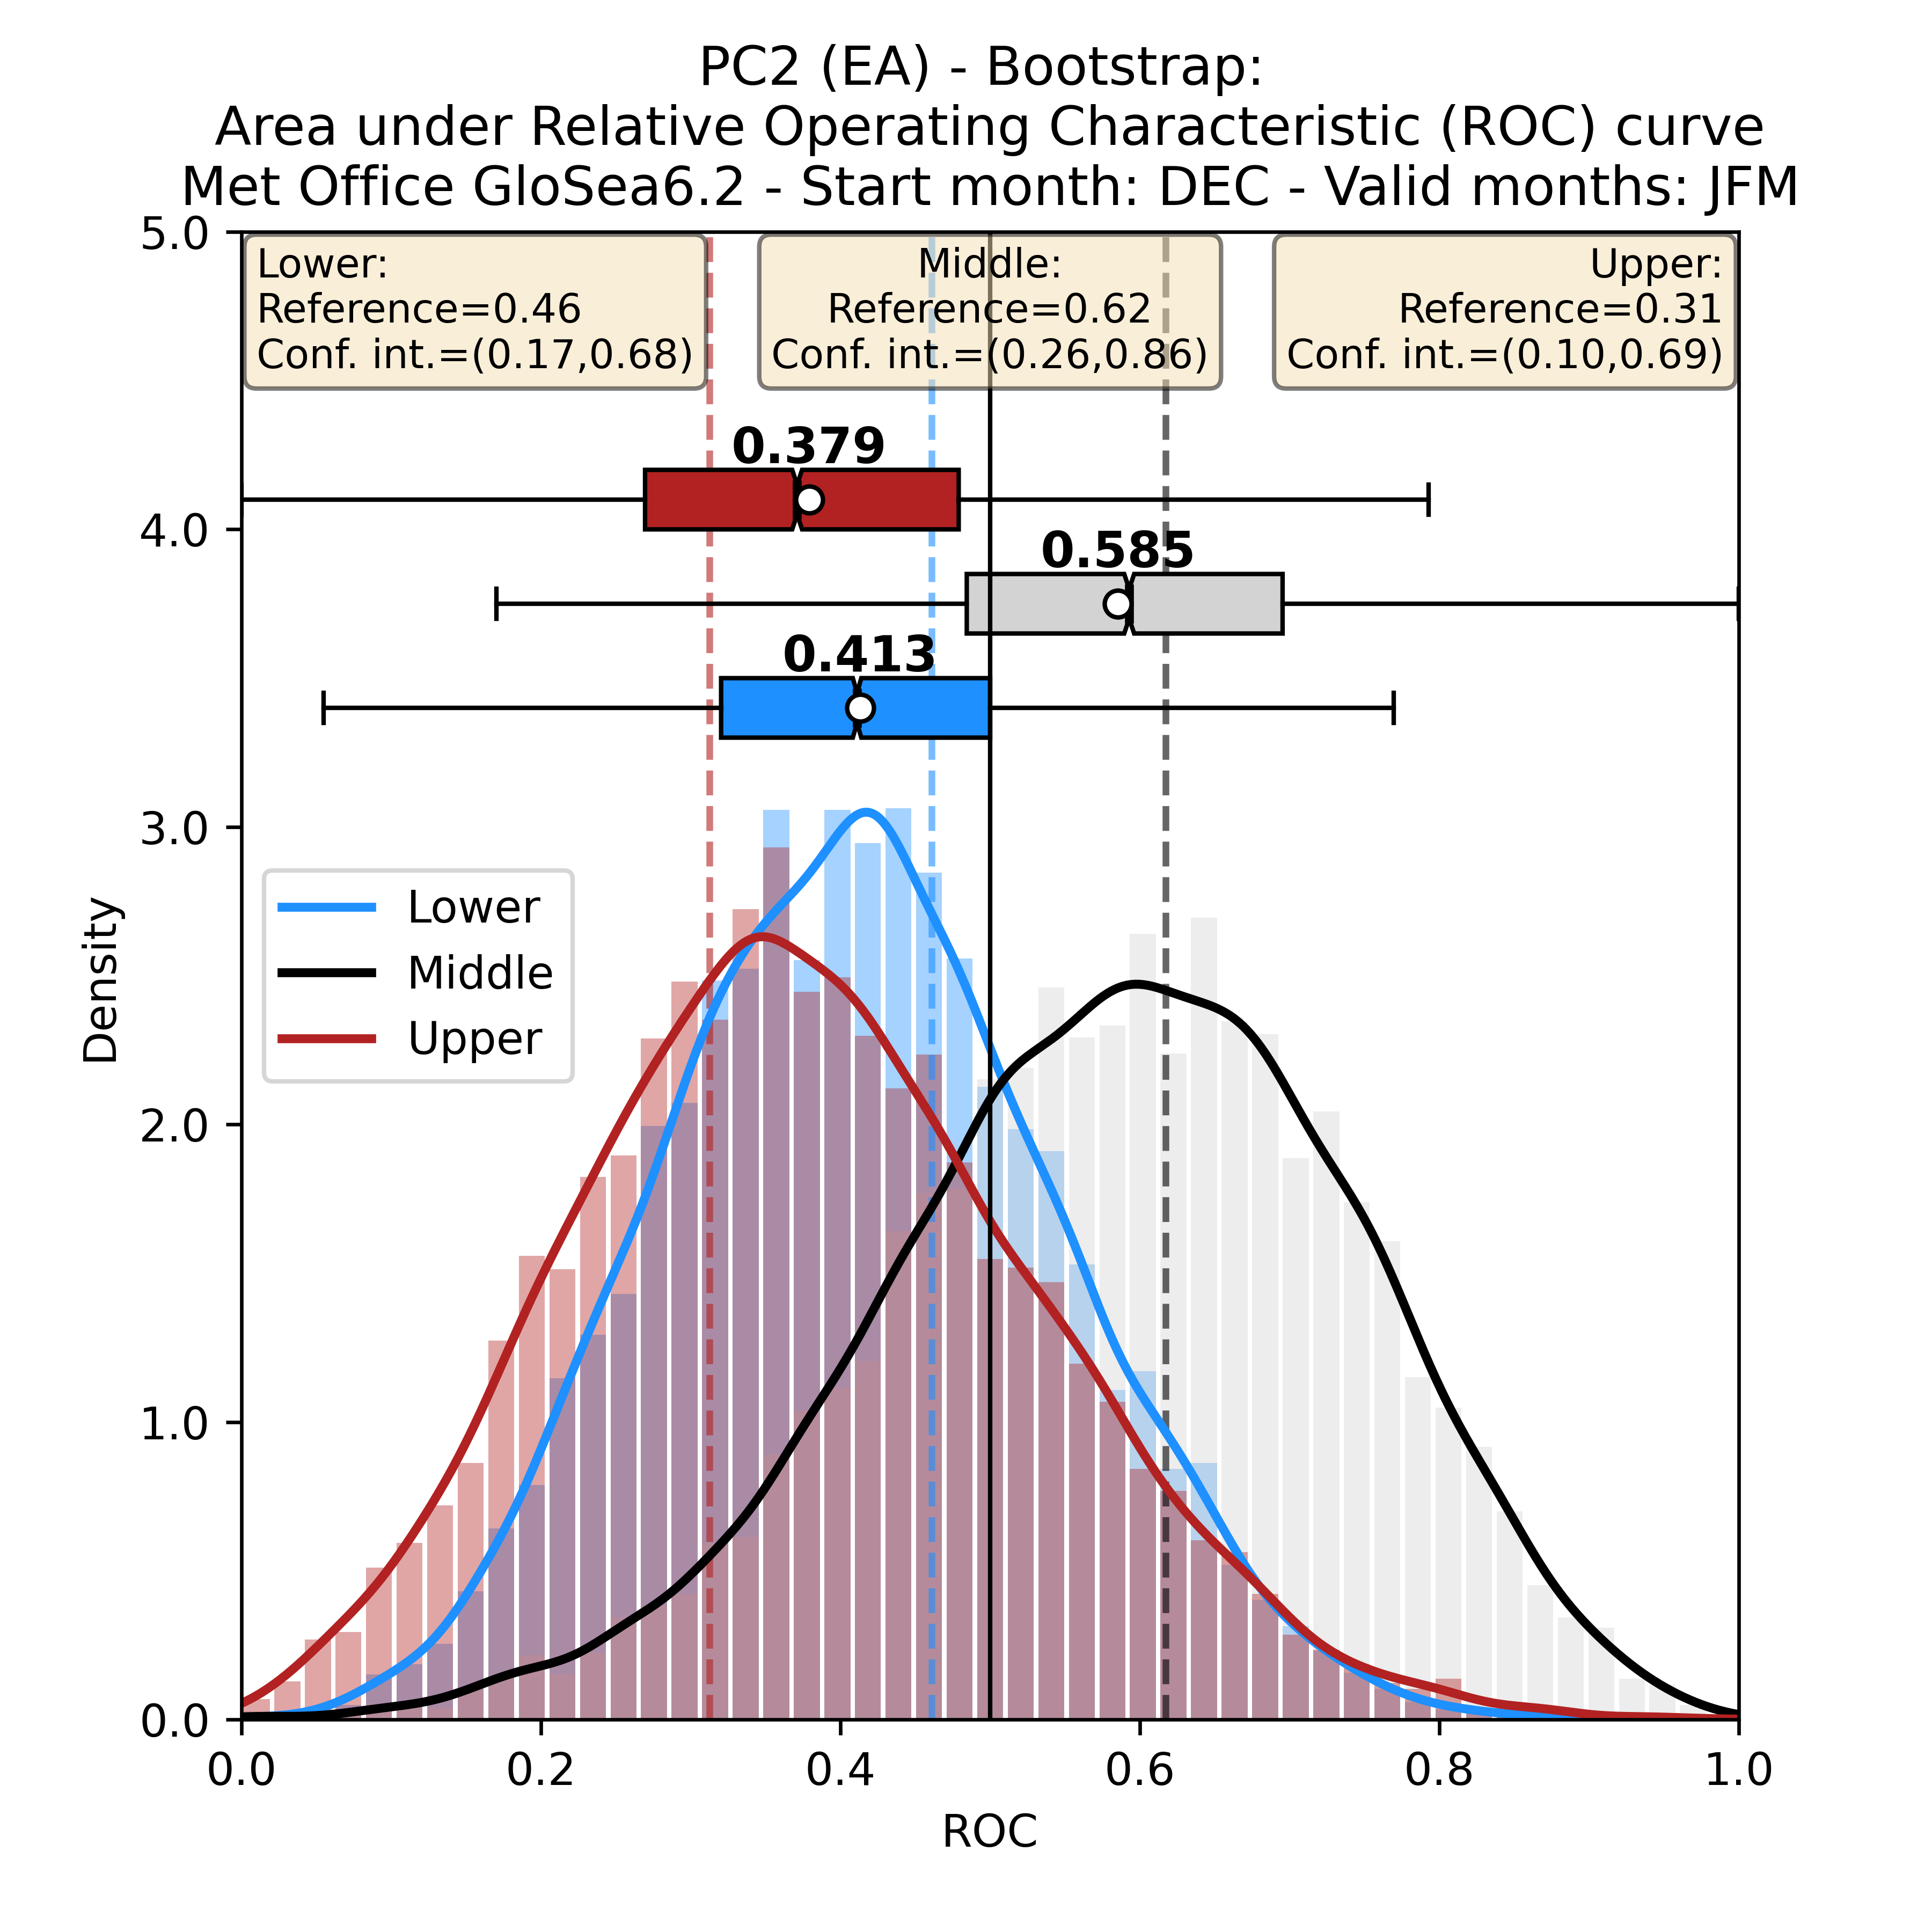 PC2 (EA) - Bootstrap:
Area under Relative Operating Characteristic (ROC) curve
Met Office GloSea6.2 - Start month: DEC - Valid months: JFM
Lower:
Reference=0.46
Conf. int.=(0.17,0.68)
Middle:
Reference=0.62
Conf. int.=(0.26,0.86)
Upper:
Reference=0.31
Conf. int.=(0.10,0.69)
0.379
0.585
0.413
Lower
Middle
Upper
Density
5.0
4.0
3.0
2.0
1.0
0.0
0.0 0.2 0.4 0.6 0.8 1.0
ROC